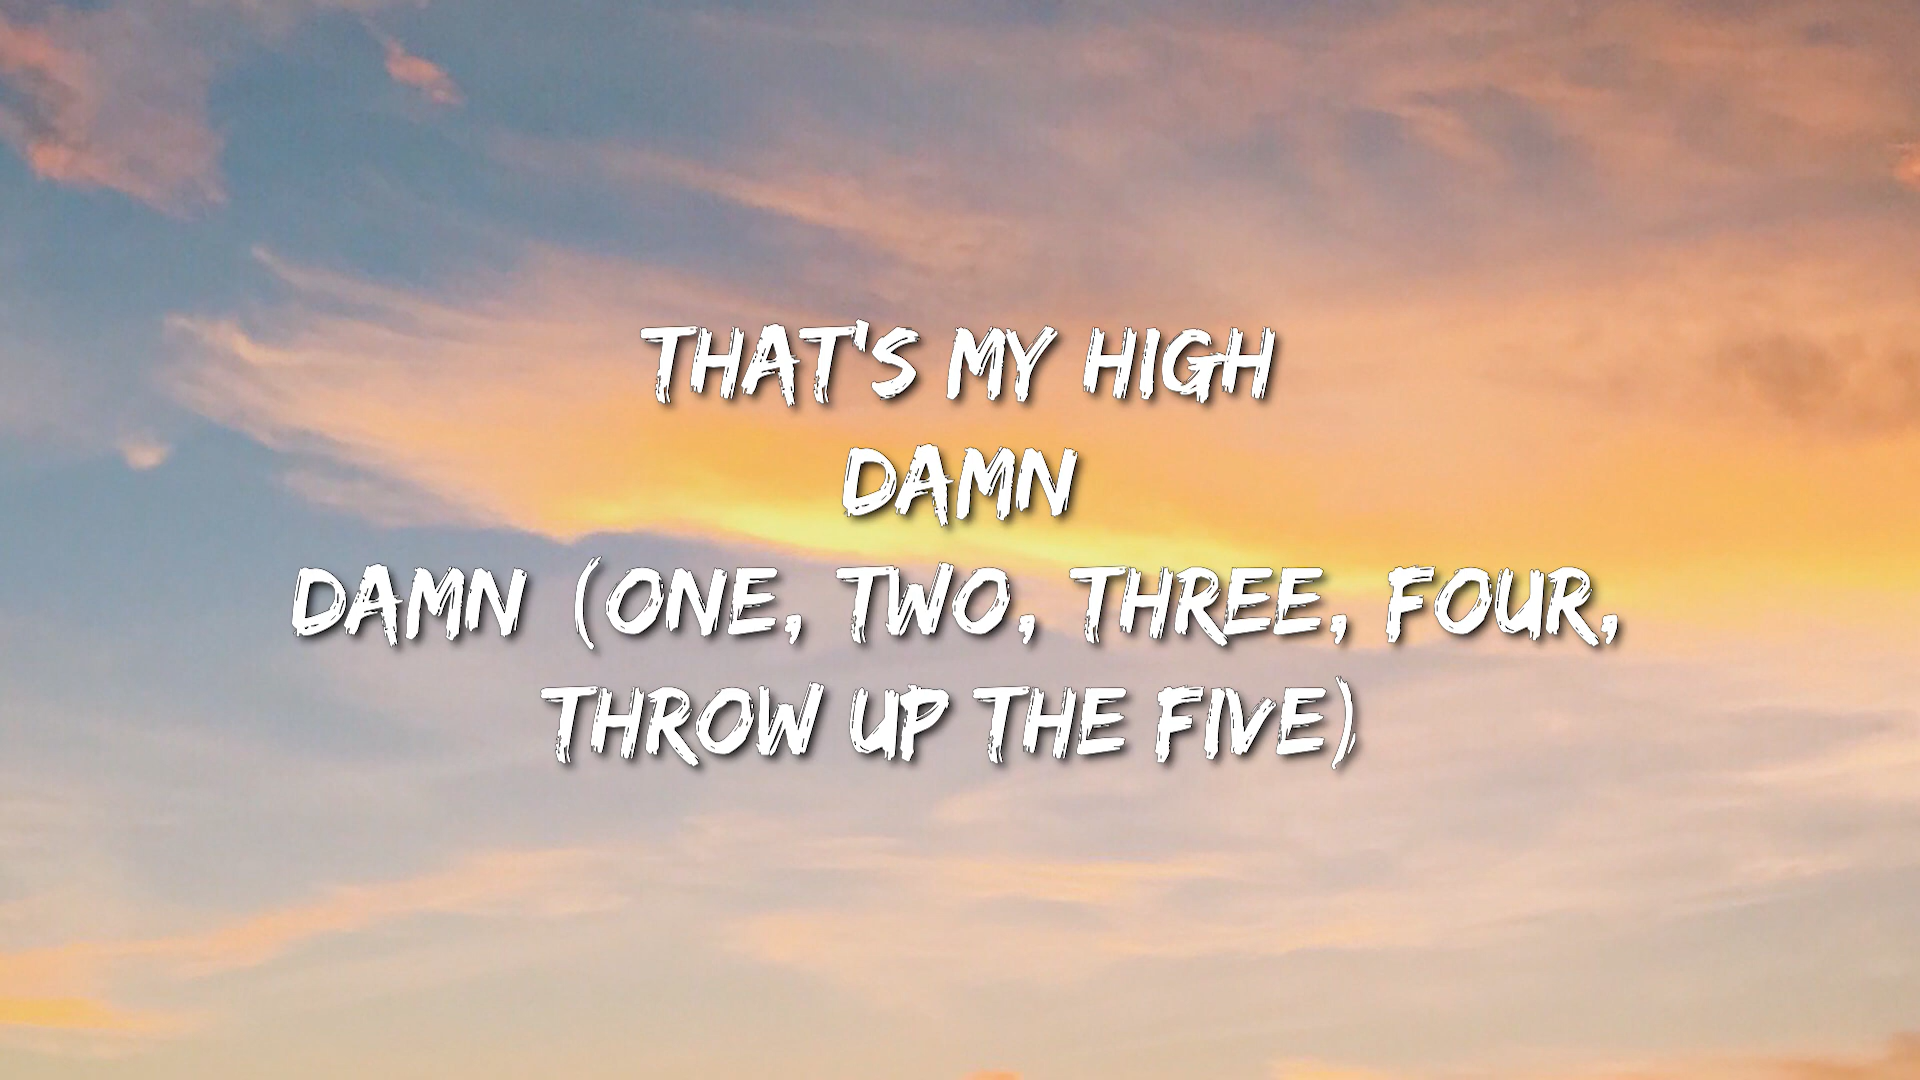 THAT'S MY HIGH
DAMN
DAMN (ONE, TWO, THREE, FOUR,
THROW UP THE FIVE)